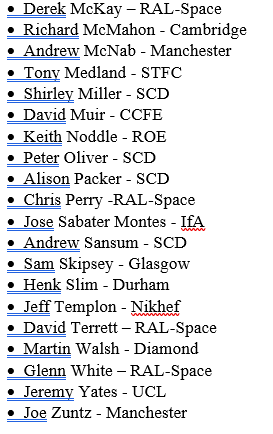 • Derek McKay – RAL-Space
• Richard McMahon - Cambridge
• Andrew McNab - Manchester
• Tony Medland - STFC
• Shirley Miller - SCD
• David Muir - CCFE
• Keith Noddle - ROE
• Peter Oliver - SCD
• Alison Packer - SCD
• Chris Perry -RAL-Space
• Jose Sabater Montes - IfA
• Andrew Sansum - SCD
• Sam Skipsey - Glasgow
• Henk Slim - Durham
• Jeff Templon - Nikhef
• David Terrett – RAL-Space
• Martin Walsh - Diamond
• Glenn White – RAL-Space
• Jeremy Yates - UCL
• Joe Zuntz - Manchester